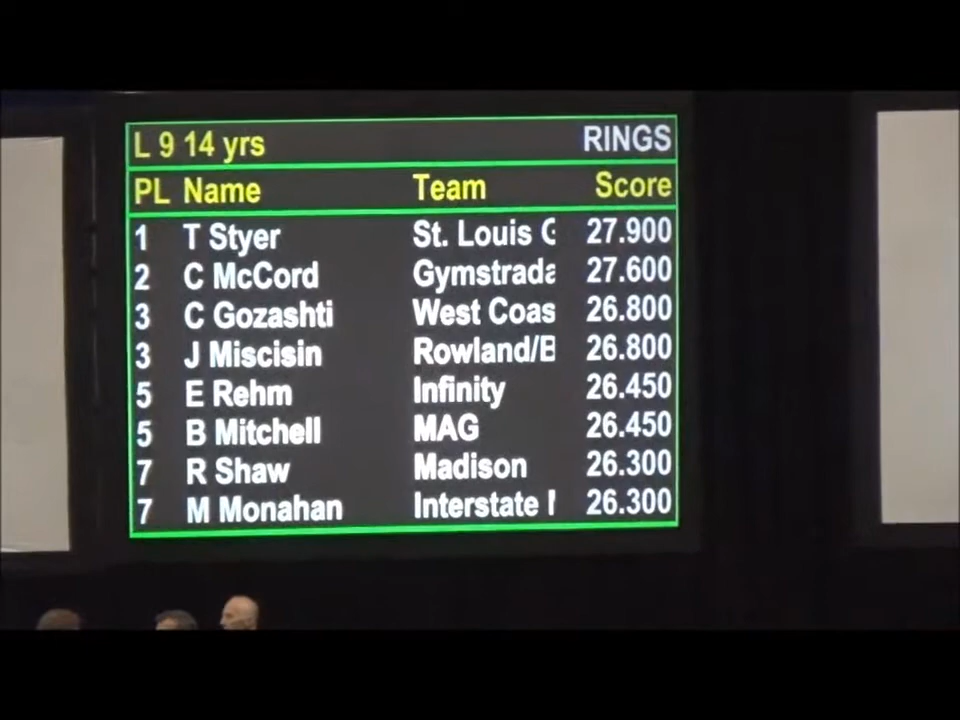 L 9 14 yrs RINGS
PL Name Team Score
1 T Styer St. Louis G 27.900
2 C McCord Gymstrada 27.600
3 C Gozashti West Coas 26.800
3 J Miscisin Rowland/B 26.800
5 E Rehm Infinity 26.450
5 B Mitchell MAG 26.450
7 R Shaw Madison 26.300
7 M Monahan Interstate 26.300